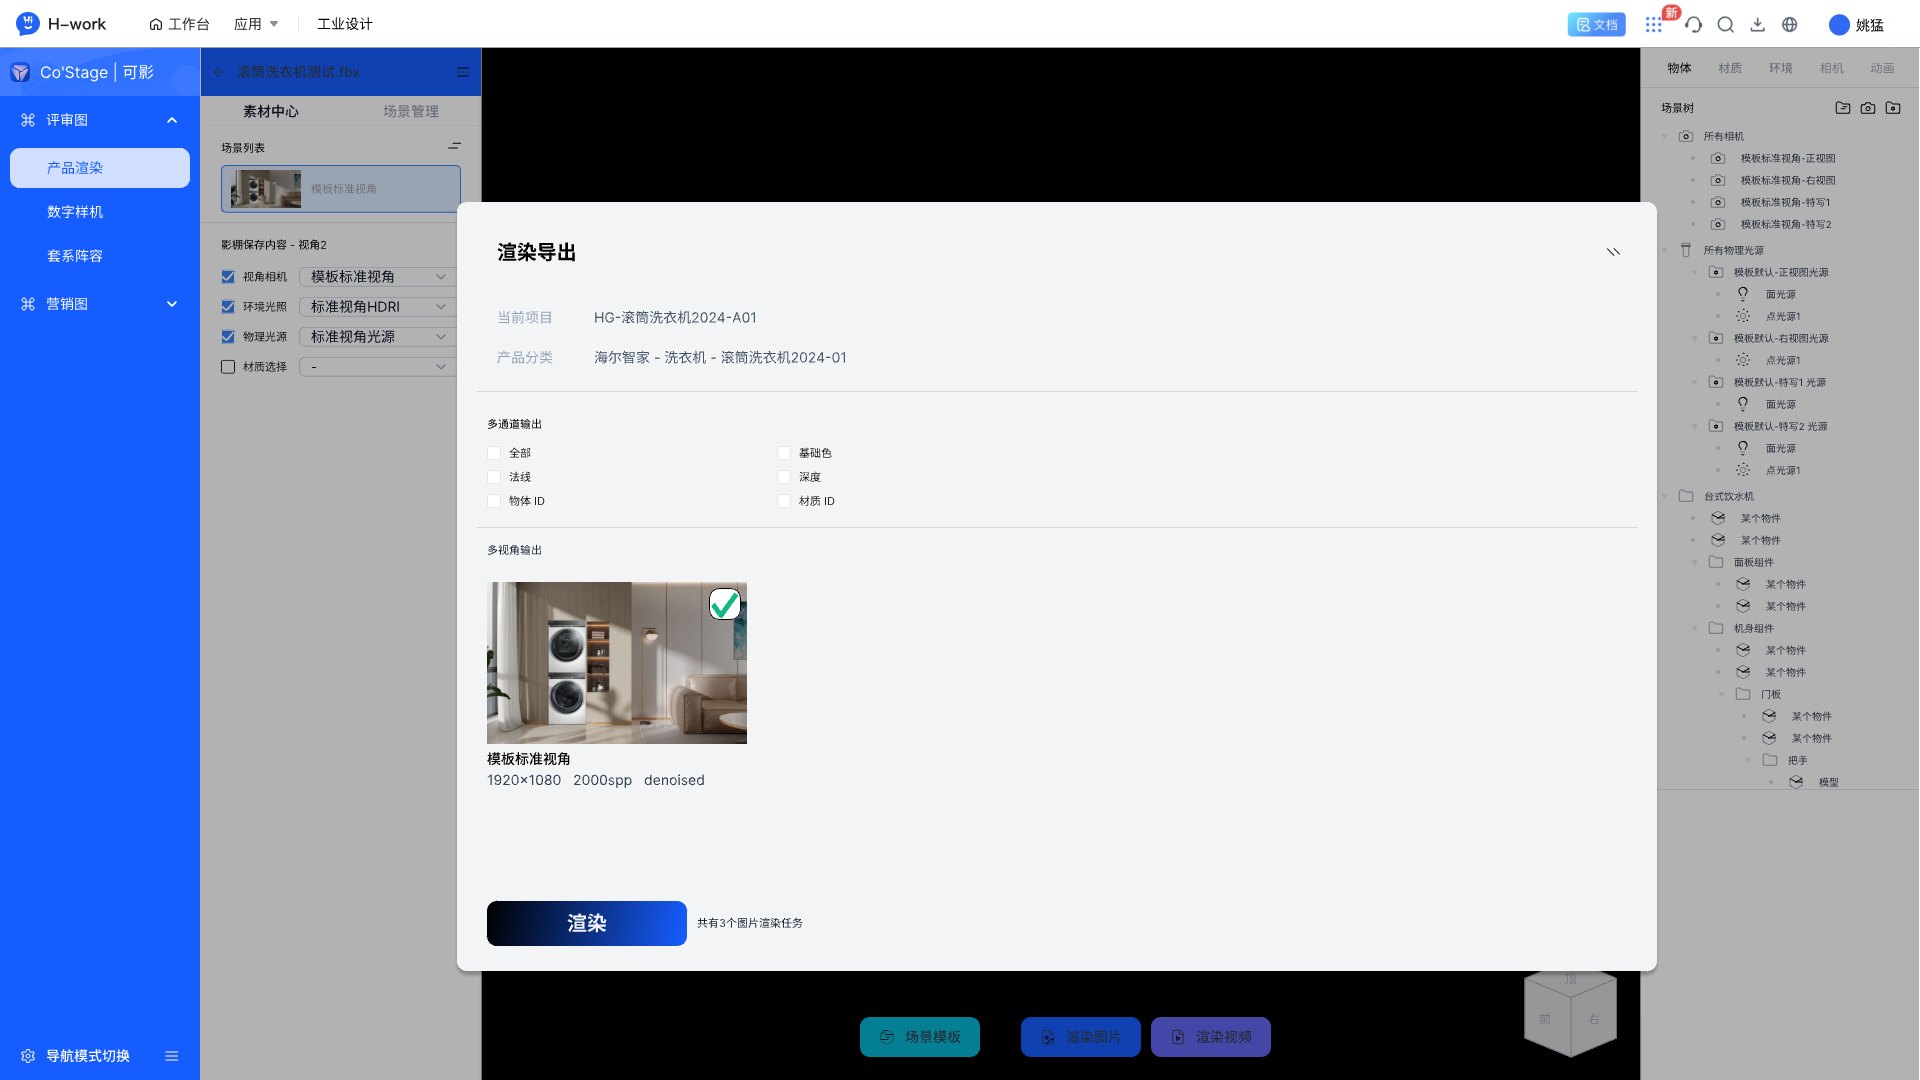 H-work
工作台
应用
工业设计
文档
新
姚猛
Co'Stage | 可影
评审图
产品渲染
数字样机
套系阵容
营销图
导航模式切换
滚筒洗衣机测试.fbx
素材中心
场景管理
场景列表
模板标准视角
影棚保存内容 - 视角2
视角相机
模板标准视角
环境光照
标准视角HDRI
物理光源
标准视角光源
材质选择
-
渲染导出
当前项目
HG-滚筒洗衣机2024-A01
产品分类
海尔智家 - 洗衣机 - 滚筒洗衣机2024-01
多通道输出
全部
基础色
法线
深度
物体 ID
材质 ID
多视角输出
模板标准视角
1920×1080 2000spp denoised
渲染
共有3个图片渲染任务
场景模板
渲染图片
渲染视频
顶
前
右
物体
材质
环境
相机
动画
场景树
所有相机
模板标准视角-正视图
模板标准视角-右视图
模板标准视角-特写1
模板标准视角-特写2
所有物理光源
模板默认-正视图光源
面光源
点光源1
模板默认-右视图光源
点光源1
模板默认-特写1 光源
面光源
模板默认-特写2 光源
面光源
点光源1
台式饮水机
某个物件
某个物件
面板组件
某个物件
某个物件
机身组件
某个物件
某个物件
门板
某个物件
某个物件
把手
模型